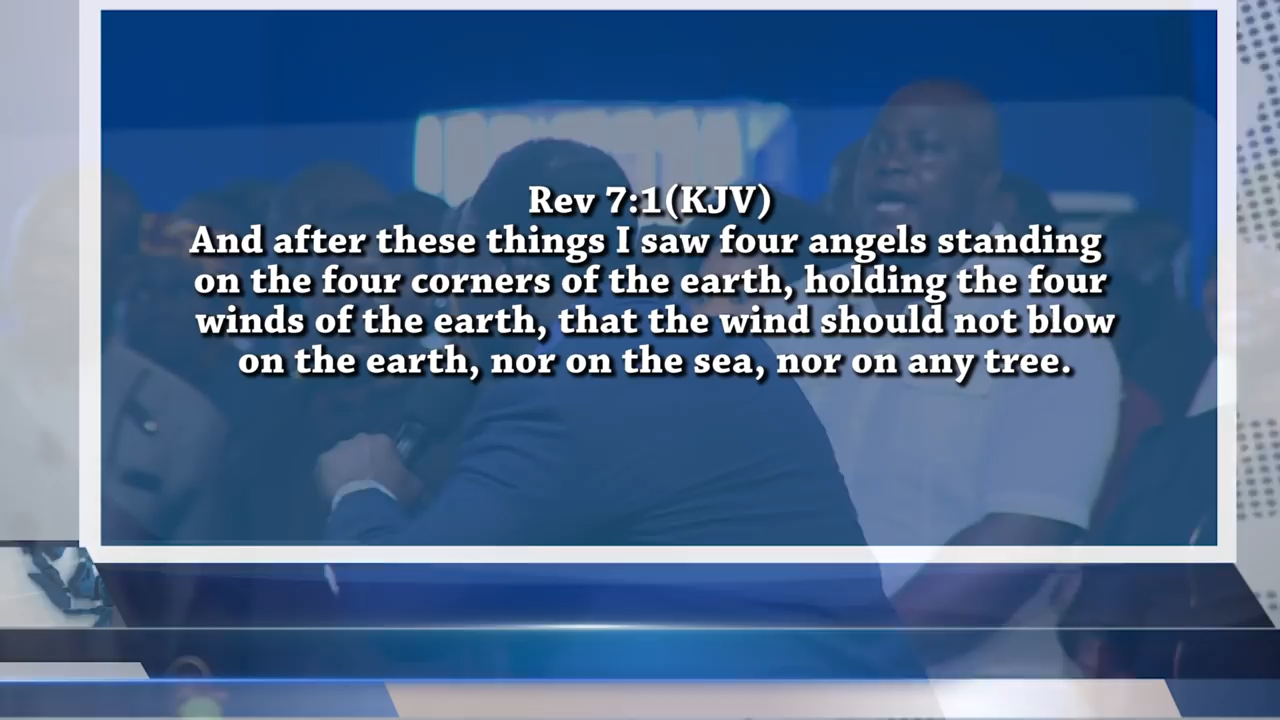 Rev 7:1(KJV)
And after these things I saw four angels standing
on the four corners of the earth, holding the four
winds of the earth, that the wind should not blow
on the earth, nor on the sea, nor on any tree.